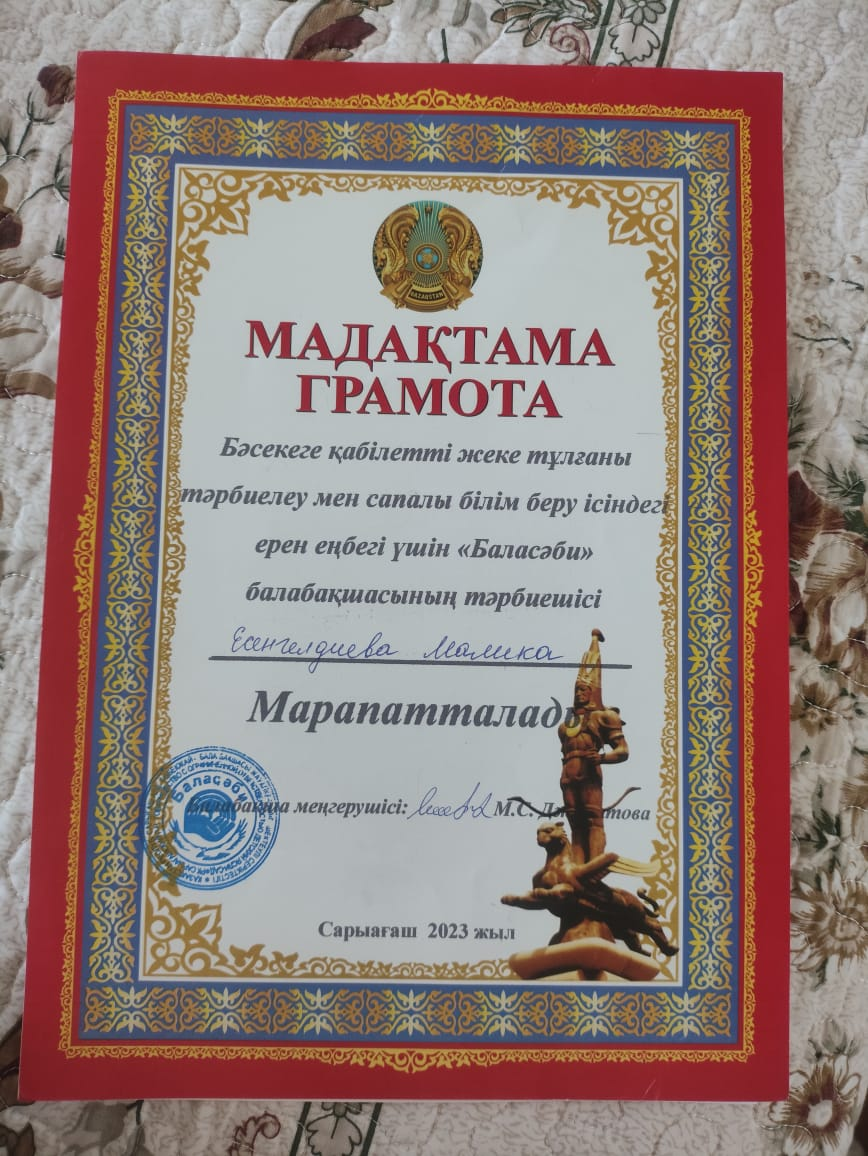 QAZAQSTAN
МАДАҚТАМА
ГРАМОТА
Бәсекеге қабілетті жеке тұлғаны
тәрбиелеу мен сапалы білім беру ісіндегі
ерен еңбегі үшін «Баласәби»
балабақшасының тәрбиешісі
Есенгелдиева Малика
Марапатталады
Баласәби
Балабақша меңгерушісі: М.С.
Сарыағаш 2023 жыл